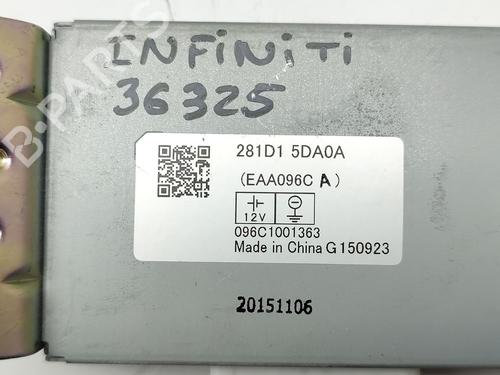 INFINITI
36325
281D1 5DA0A
(EAA096C A)
12V
096C1001363
Made in China G150923
20151106
B-PARTS